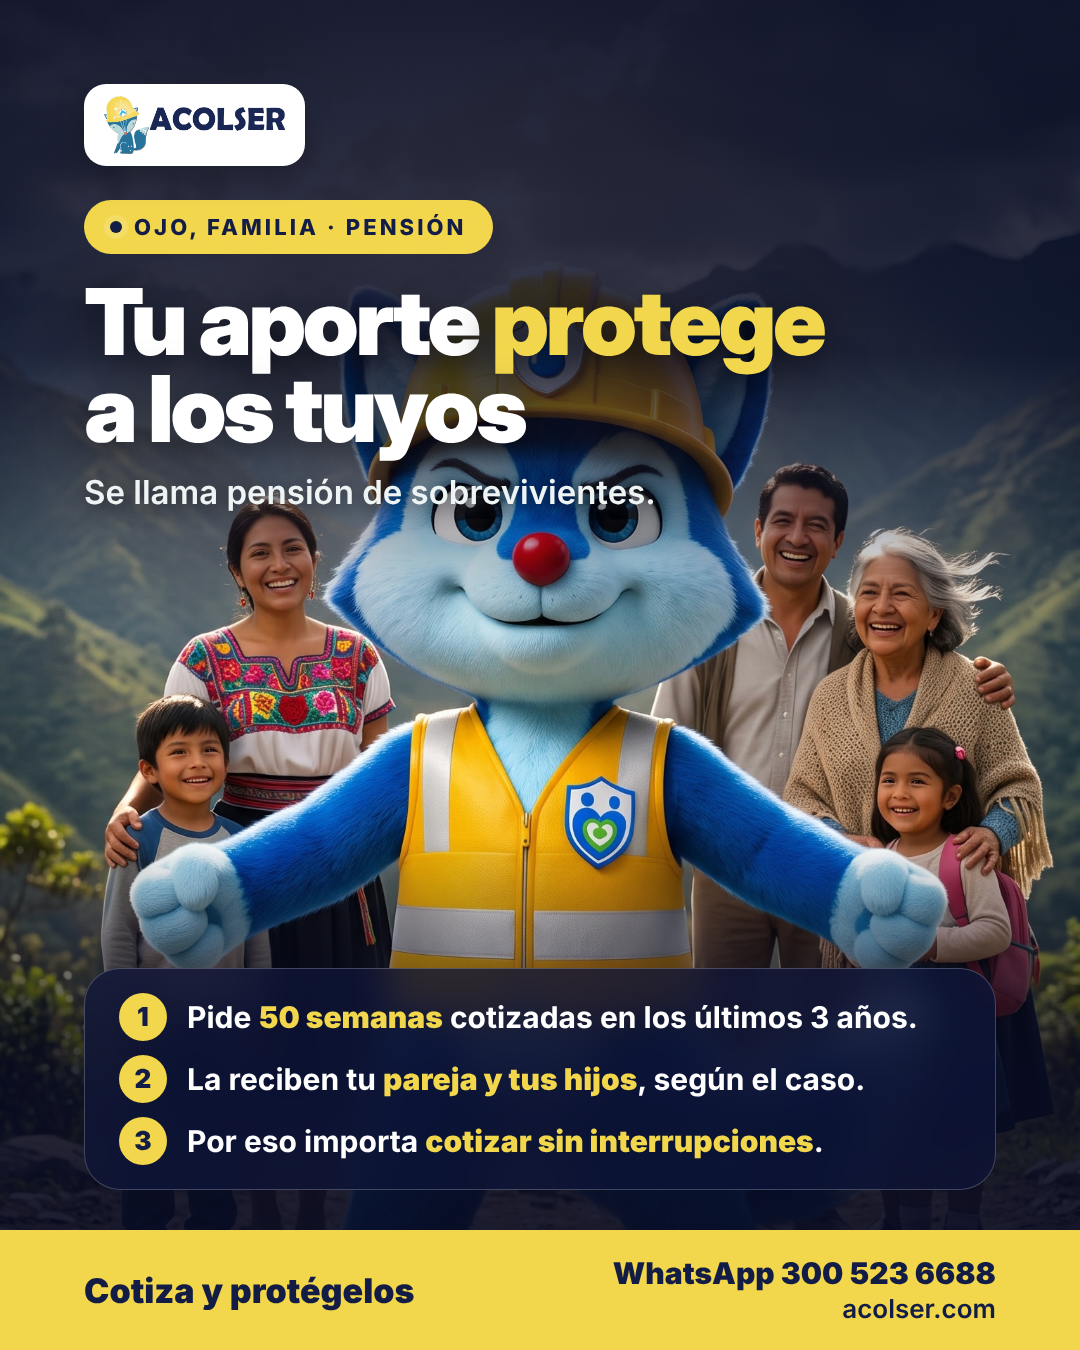 ACOLSER
OJO, FAMILIA · PENSIÓN
Tu aporte protege
a los tuyos
Se llama pensión de sobrevivientes.
1 Pide 50 semanas cotizadas en los últimos 3 años.
2 La reciben tu pareja y tus hijos, según el caso.
3 Por eso importa cotizar sin interrupciones.
Cotiza y protégelos
WhatsApp 300 523 6688
acolser.com